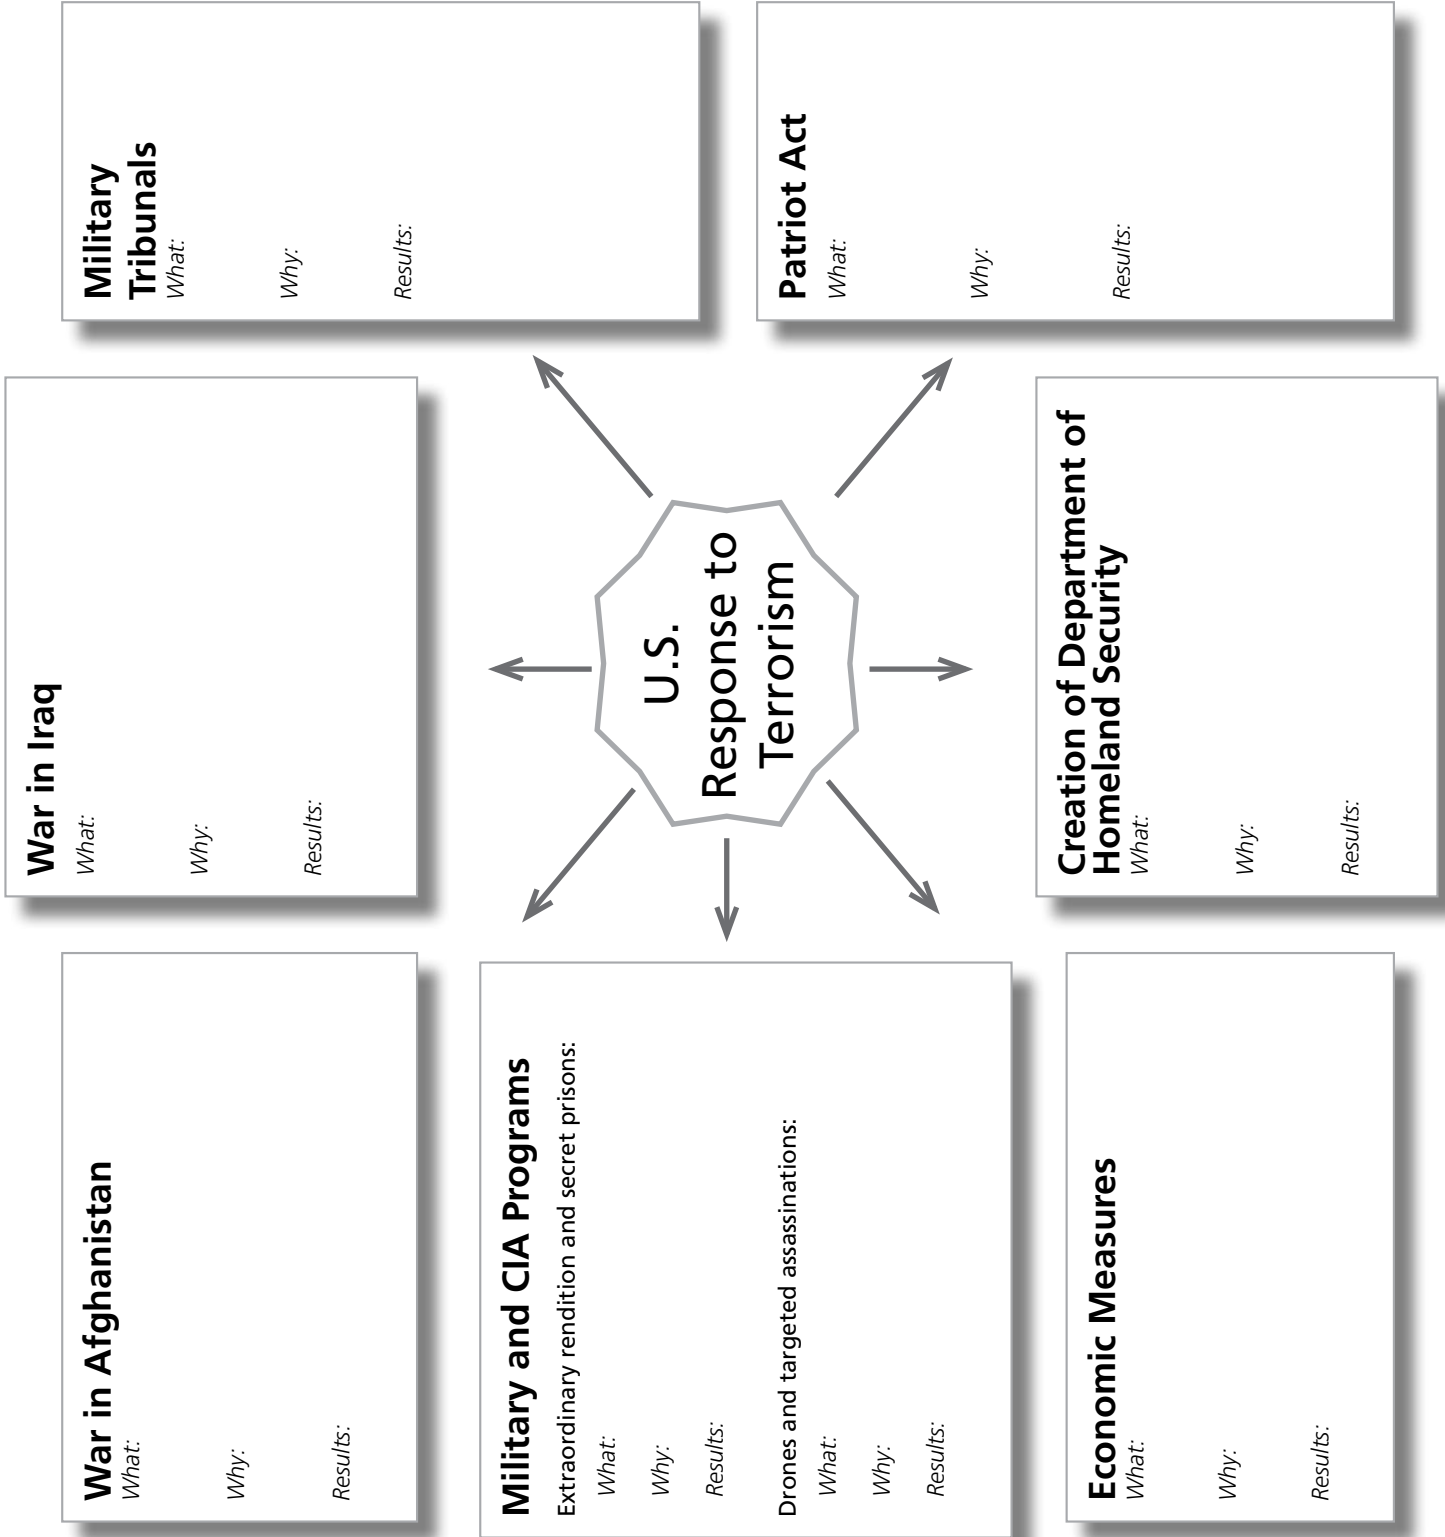 War in Afghanistan
What:
Why:
Results:
War in Iraq
What:
Why:
Results:
Military
Tribunals
What:
Why:
Results:
Military and CIA Programs
Extraordinary rendition and secret prisons:
What:
Why:
Results:
Drones and targeted assassinations:
What:
Why:
Results:
U.S.
Response to
Terrorism
Economic Measures
What:
Why:
Results:
Creation of Department of
Homeland Security
What:
Why:
Results:
Patriot Act
What:
Why:
Results: